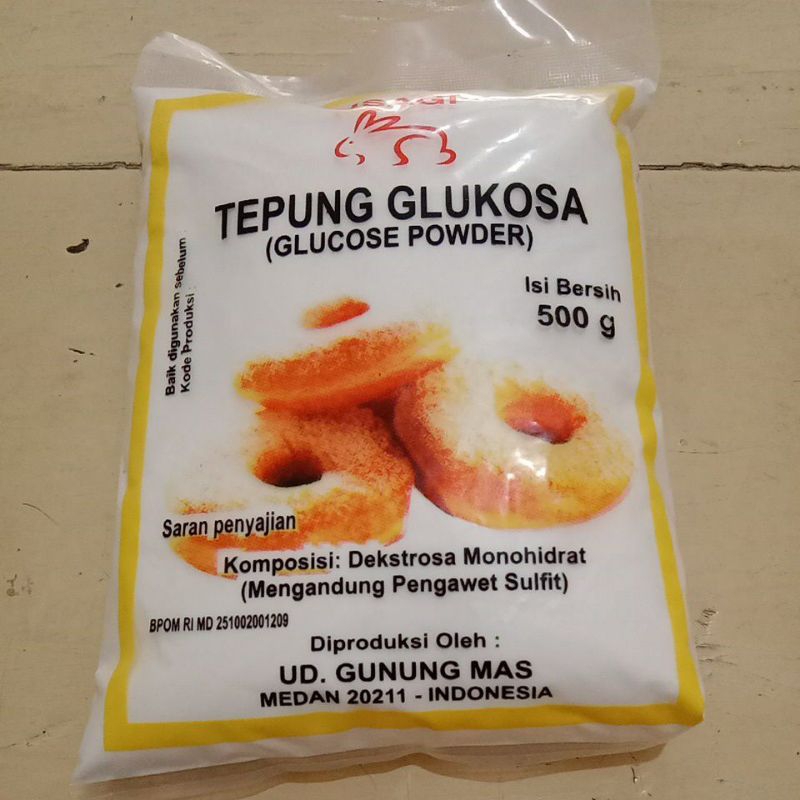 TEPUNG GLUKOSA
(GLUCOSE POWDER)
Isi Bersih
500 g
Baik digunakan sebelum :
Kode Produksi :
Saran penyajian
Komposisi: Dekstrosa Monohidrat
(Mengandung Pengawet Sulfit)
BPOM RI MD 251002001209
Diproduksi Oleh :
UD. GUNUNG MAS
MEDAN 20211 - INDONESIA